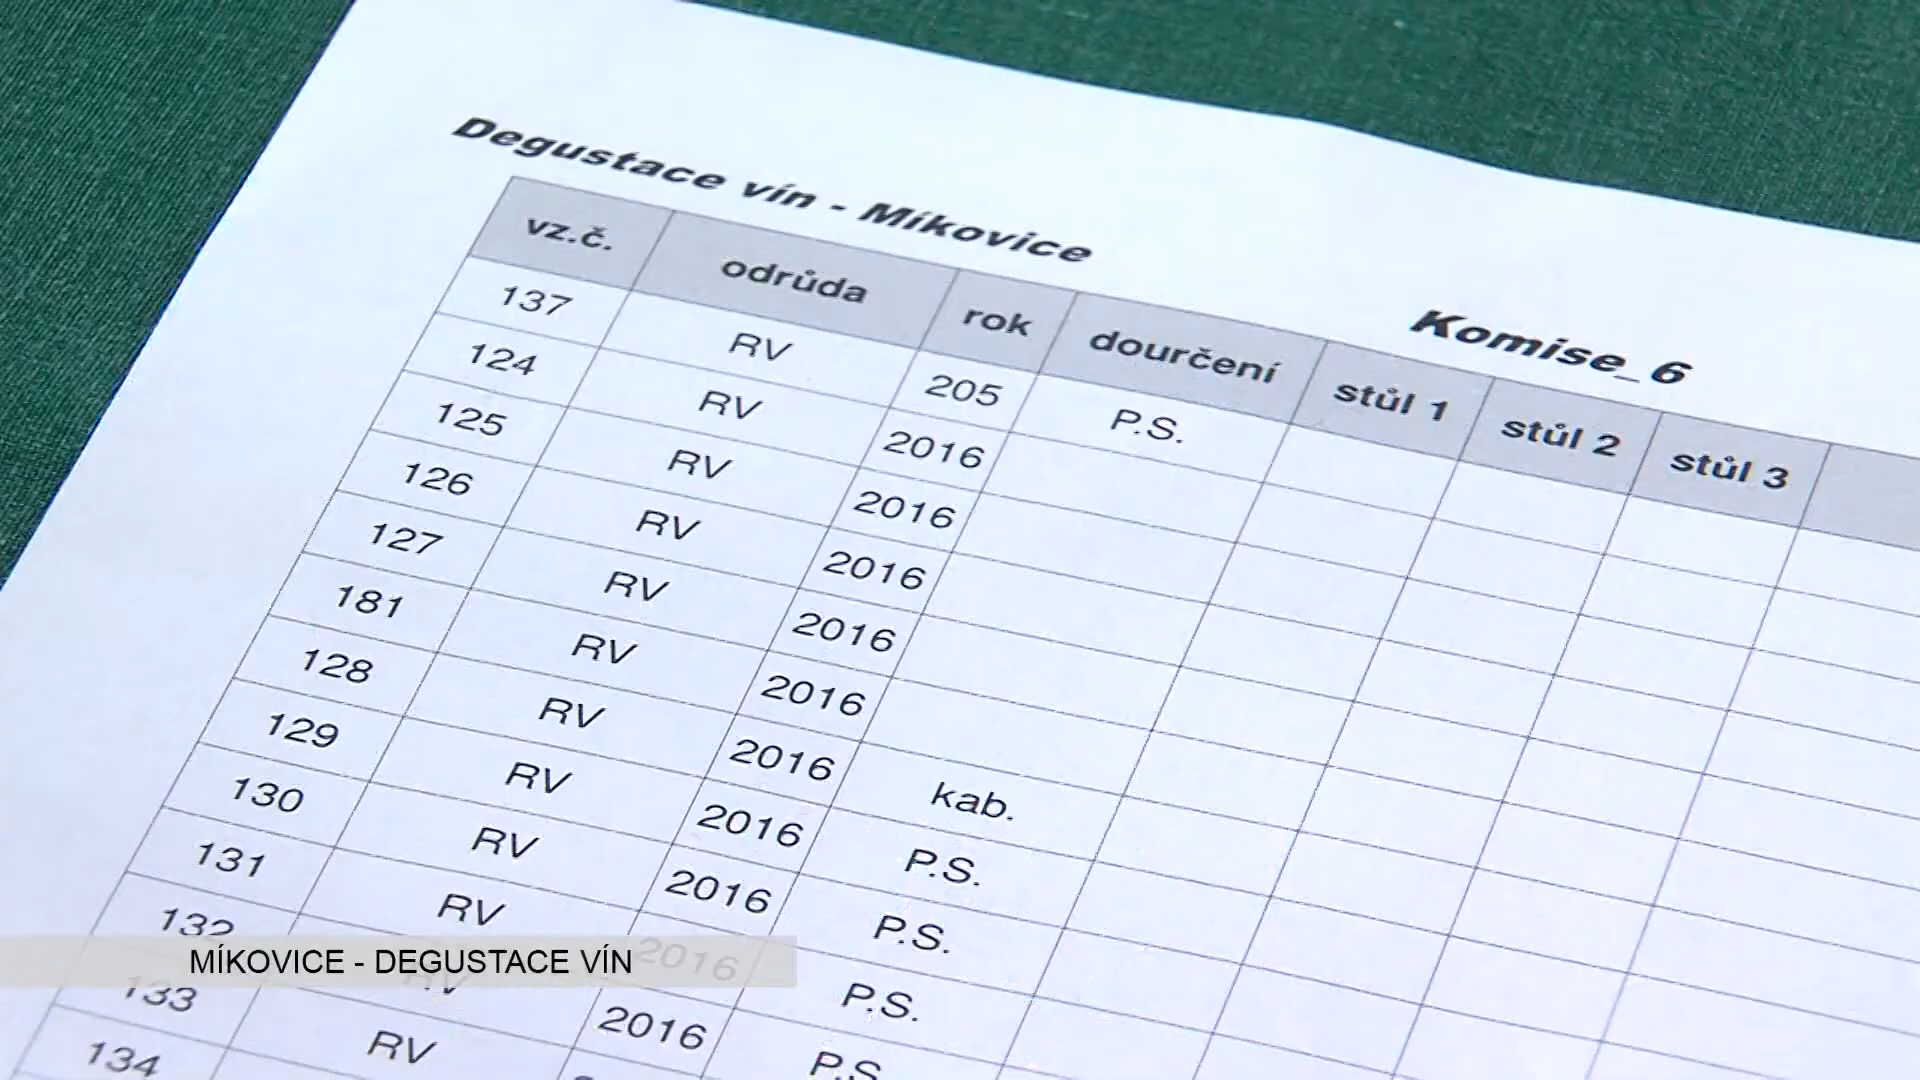 Degustace vín - Míkovice
Komise_6
vz.č. odrůda rok dourčení stůl 1 stůl 2 stůl 3
137 RV 205 P.S.
124 RV 2016
125 RV 2016
126 RV 2016
127 RV 2016
181 RV 2016
128 RV 2016 kab.
129 RV 2016 P.S.
130 RV 2016 P.S.
131 RV 2016 P.S.
132 RV 2016 P.S.
133 RV
134
MÍKOVICE - DEGUSTACE VÍN